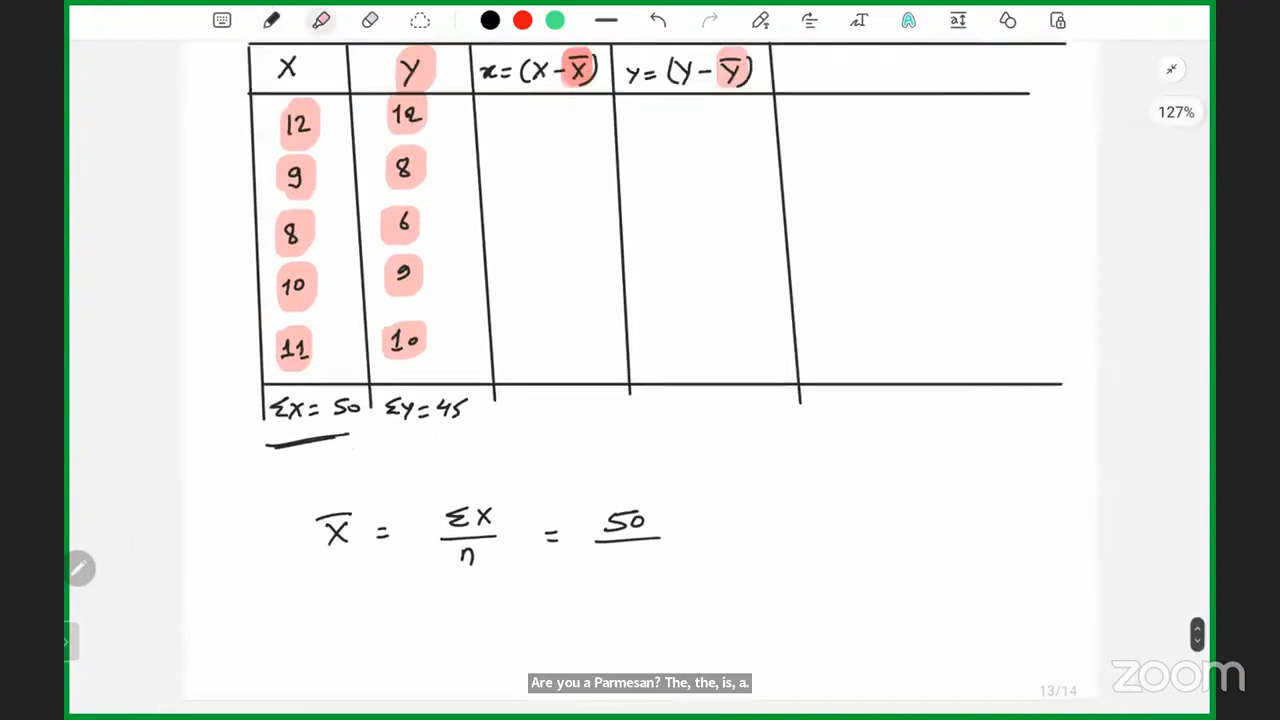 X Y x = (X - X̅) y = (Y - Y̅)
127%
12 12
9 8
8 6
10 9
11 10
ΣX = 50 ΣY = 45
X̅ = ΣX/n = 50
Are you a Parmesan? The, the, is, a.
zoom
13/14